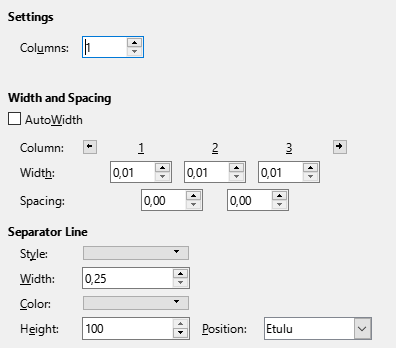 Settings
Columns: 1
Width and Spacing
AutoWidth
Column: 1 2 3
Width: 0,01 0,01 0,01
Spacing: 0,00 0,00
Separator Line
Style:
Width: 0,25
Color:
Height: 100 Position: Etulu